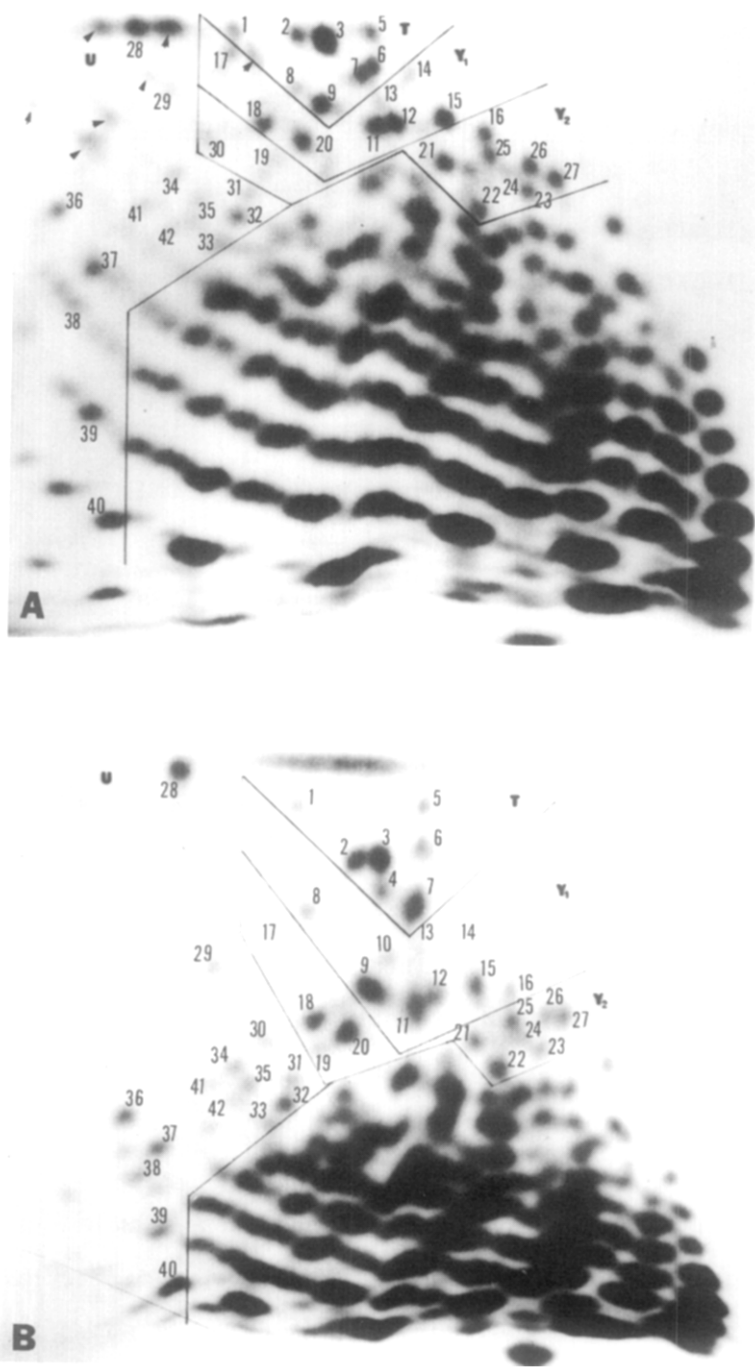 1 2 3 5 T
28 17 6 Y1
U 8 7 14
29 9 13
18 12 15 16 Y2
30 19 20 11 21 25 26
34 31 24 27
36 41 35 32 22 23
42 33
37
38
39
40
A
U 28 1 5 T
2 3 6
4 7 Y1
8
17 10 13 14
29 9 12 15 16
18 25 26 Y2
30 20 11 21 24 27
34 31 19 22 23
36 41 35 32
42 33
37
38
39
40
B